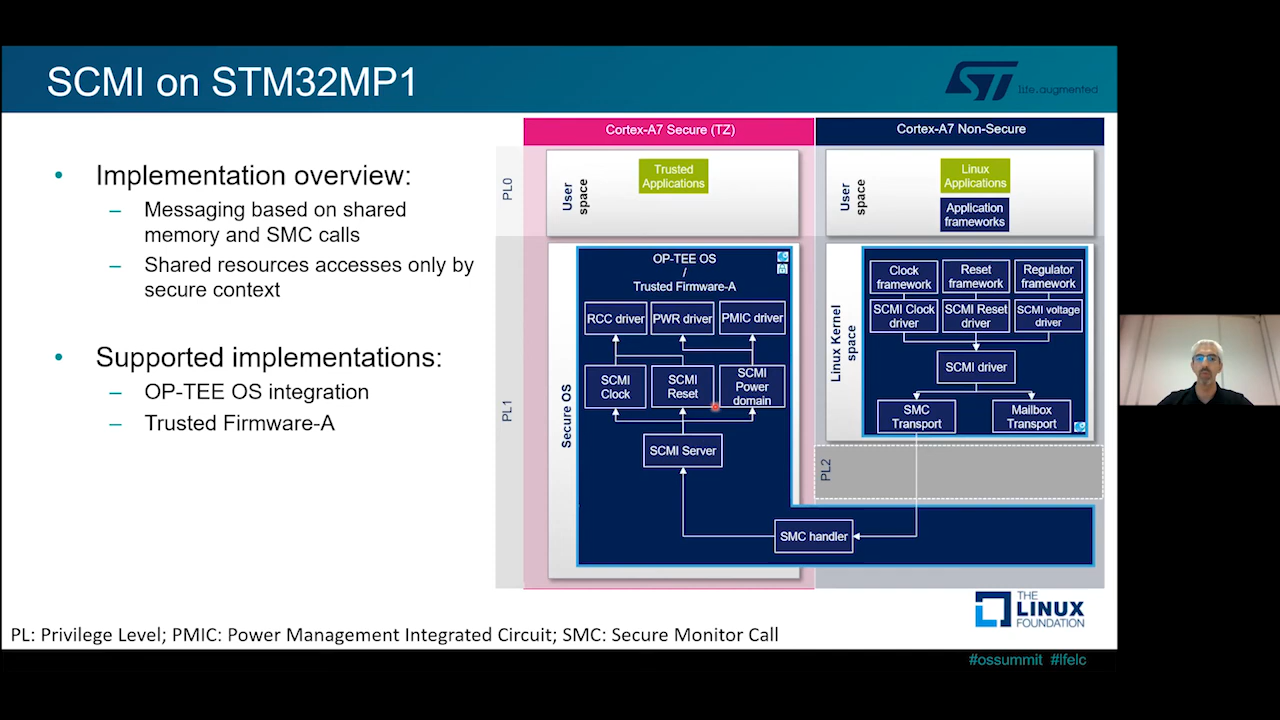 SCMI on STM32MP1
life.augmented
• Implementation overview:
– Messaging based on shared
memory and SMC calls
– Shared resources accesses only by
secure context
• Supported implementations:
– OP-TEE OS integration
– Trusted Firmware-A
Cortex-A7 Secure (TZ)
Cortex-A7 Non-Secure
PL0
User
space
Trusted
Applications
User
space
Linux
Applications
Application
frameworks
PL1
Secure OS
OP-TEE OS
/
Trusted Firmware-A
RCC driver
PWR driver
PMIC driver
SCMI
Clock
SCMI
Reset
SCMI
Power
domain
SCMI Server
Linux Kernel
space
Clock
framework
Reset
framework
Regulator
framework
SCMI Clock
driver
SCMI Reset
driver
SCMI voltage
driver
SCMI driver
SMC
Transport
Mailbox
Transport
PL2
SMC handler
THE
LINUX
FOUNDATION
PL: Privilege Level; PMIC: Power Management Integrated Circuit; SMC: Secure Monitor Call
#ossummit #lfelc